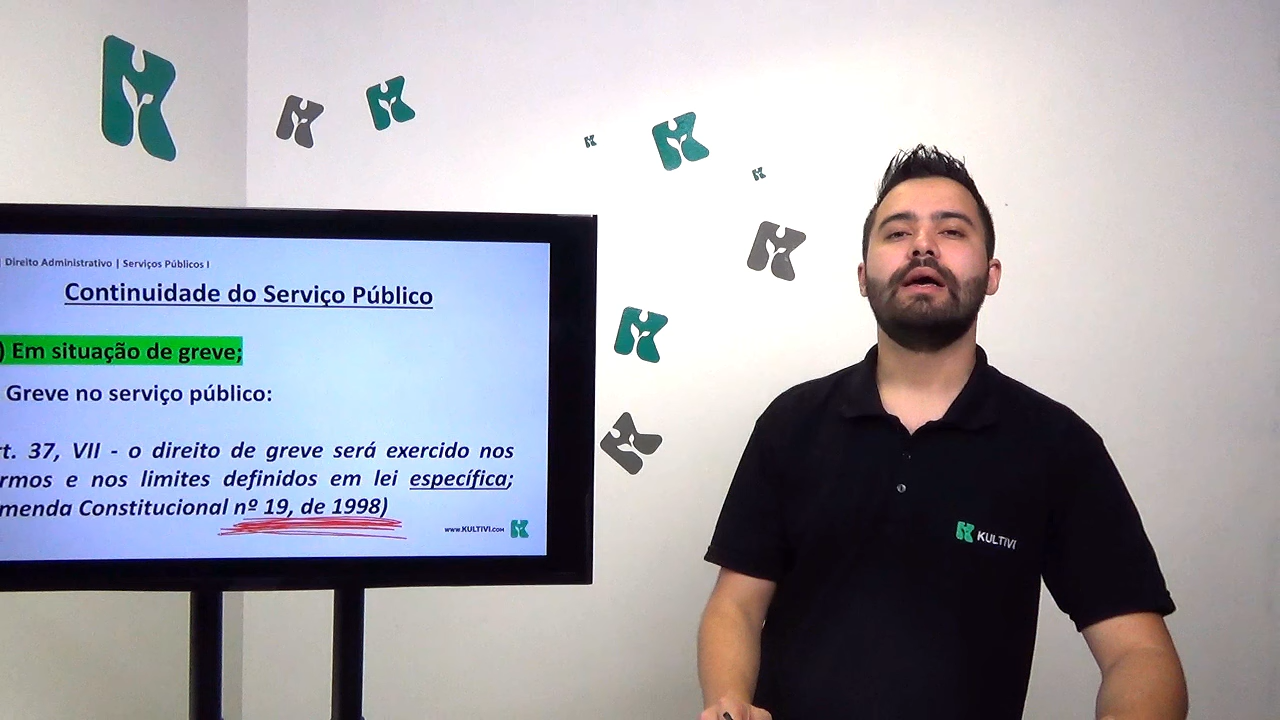 | Direito Administrativo | Serviços Públicos I
Continuidade do Serviço Público
) Em situação de greve;
Greve no serviço público:
rt. 37, VII - o direito de greve será exercido nos
rmos e nos limites definidos em lei específica;
menda Constitucional nº 19, de 1998)
www.KULTIVI.com
KULTIVI